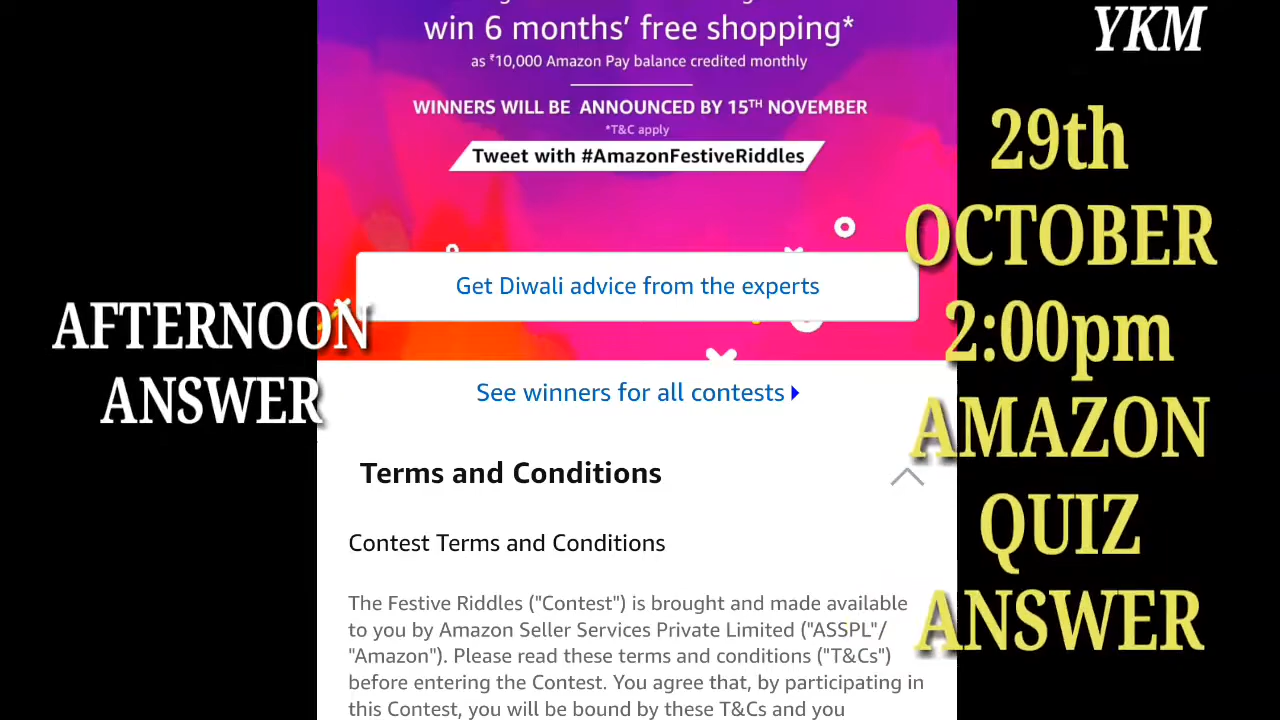 YKM
win 6 months’ free shopping*
as ₹10,000 Amazon Pay balance credited monthly
WINNERS WILL BE ANNOUNCED BY 15TH NOVEMBER
*T&C apply
Tweet with #AmazonFestiveRiddles
Get Diwali advice from the experts
See winners for all contests
Terms and Conditions
Contest Terms and Conditions
The Festive Riddles ("Contest") is brought and made available
to you by Amazon Seller Services Private Limited ("ASSPL"/
"Amazon"). Please read these terms and conditions ("T&Cs")
before entering the Contest. You agree that, by participating in
this Contest, you will be bound by these T&Cs and you
AFTERNOON
ANSWER
29th
OCTOBER
2:00pm
AMAZON
QUIZ
ANSWER